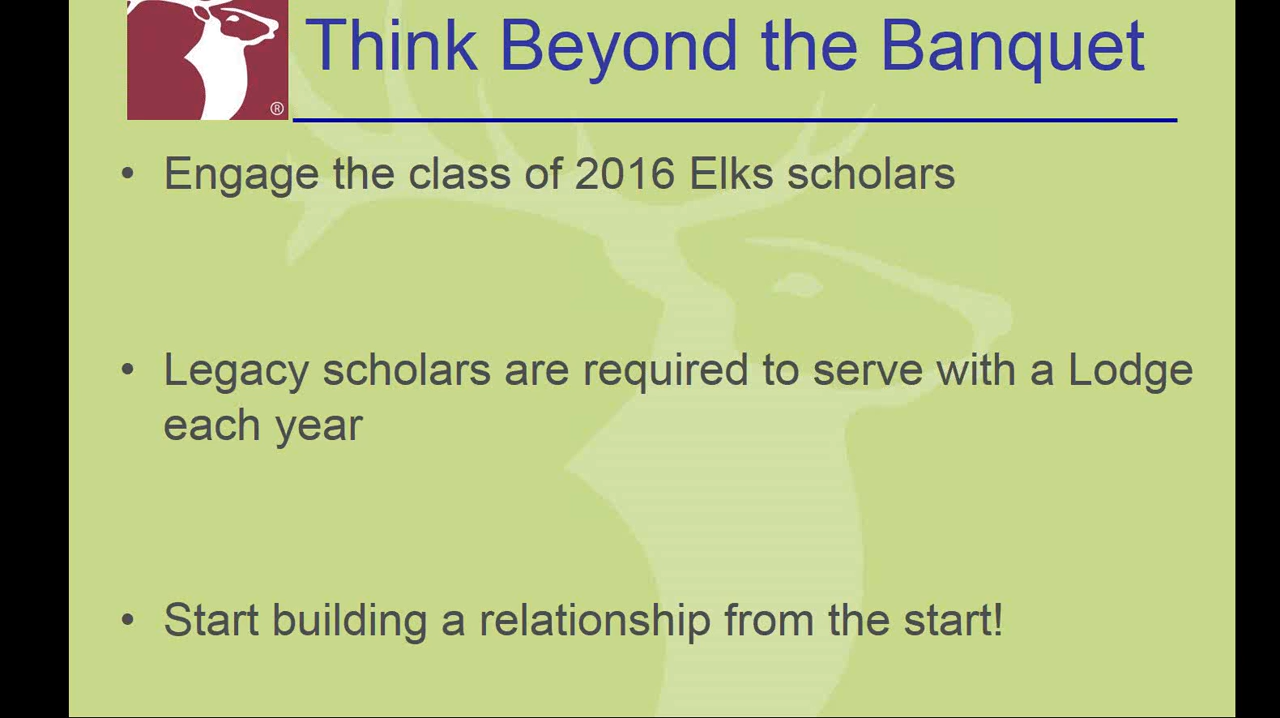 ®
Think Beyond the Banquet
• Engage the class of 2016 Elks scholars
• Legacy scholars are required to serve with a Lodge
each year
• Start building a relationship from the start!